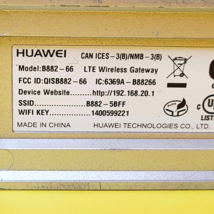 HUAWEI CAN ICES-3(B)/NMB-3(B)
Model:B882-66 LTE Wireless Gateway
FCC ID:QISB882-66 IC:6369A-B88266
Device Website:http://192.168.20.1
SSID B882-5BFF
WIFI KEY 1400599221
MADE IN CHINA HUAWEI TECHNOLOGIES CO., LTD.